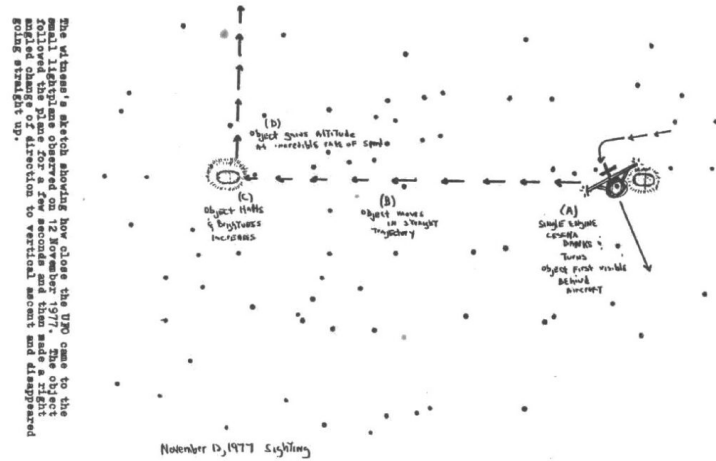 The witness's sketch showing how close the UFO came to the
small lightplane observed on 12 November 1977. The object
followed the plane for a few seconds and then made a right
angled change of direction to vertical ascent and disappeared
going straight up.
(D)
Object gains Altitude
At incredible rate of speed
(C)
Object Halts
& Brightness
increases
(B)
Object moves
in straight
Trajectory
(A)
Single Engine
Cessna
Banks &
Turns
Object First visible
Behind
Aircraft
November 12, 1977 Sighting